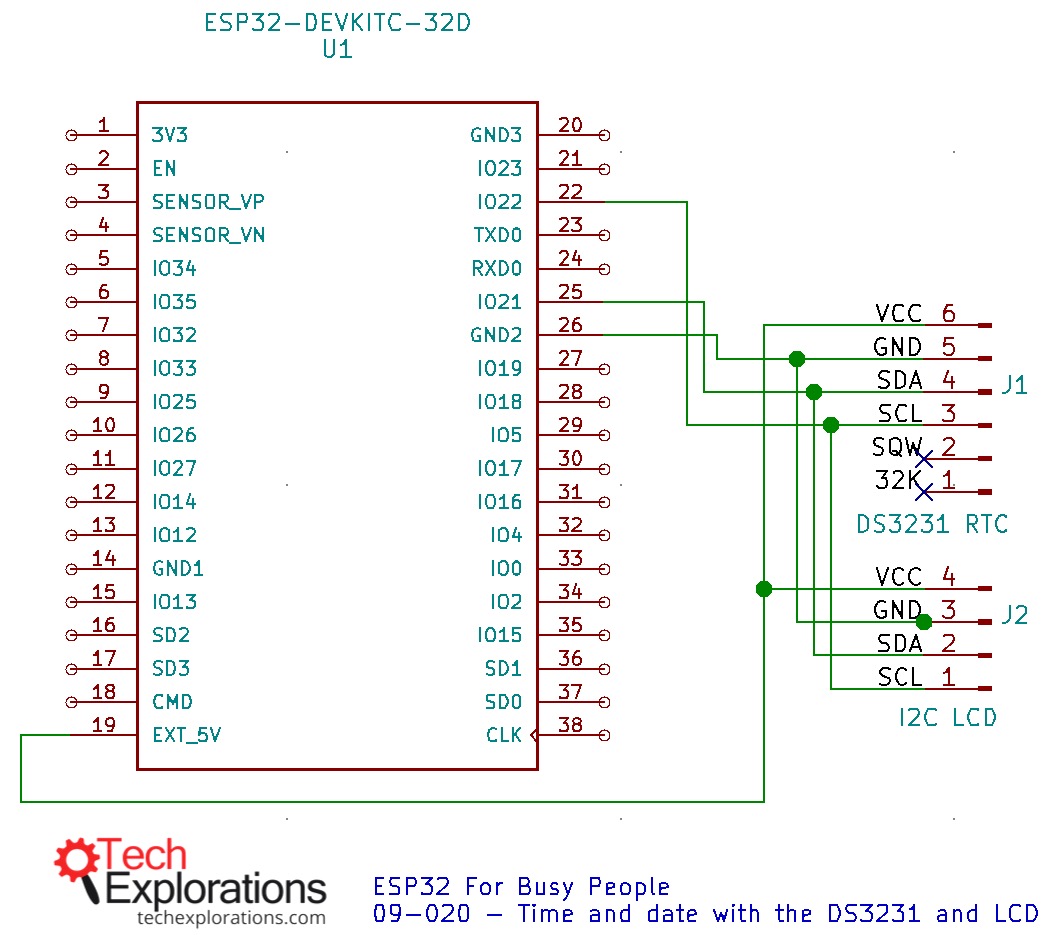 ESP32-DEVKITC-32D
U1
1 3V3 GND3 20
2 EN IO23 21
3 SENSOR_VP IO22 22
4 SENSOR_VN TXD0 23
5 IO34 RXD0 24
6 IO35 IO21 25
7 IO32 GND2 26
8 IO33 IO19 27
9 IO25 IO18 28
10 IO26 IO5 29
11 IO27 IO17 30
12 IO14 IO16 31
13 IO12 IO4 32
14 GND1 IO0 33
15 IO13 IO2 34
16 SD2 IO15 35
17 SD3 SD1 36
18 CMD SD0 37
19 EXT_5V CLK 38
VCC 6
GND 5
SDA 4
J1
SCL 3
SQW 2
32K 1
DS3231 RTC
VCC 4
GND 3
J2
SDA 2
SCL 1
I2C LCD
Tech
Explorations
techexplorations.com
ESP32 For Busy People
09-020 - Time and date with the DS3231 and LCD